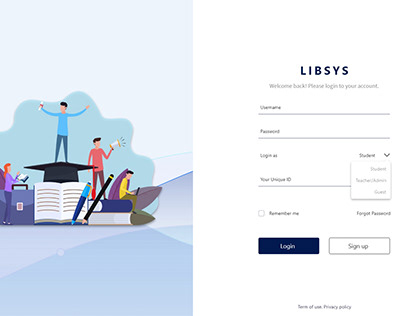 LIBSYS
Welcome back! Please login to your account.
Username
Password
Login as Student
Student
Teacher/Admin
Guest
Your Unique ID
Remember me Forgot Password
Login Sign up
Term of use. Privacy policy